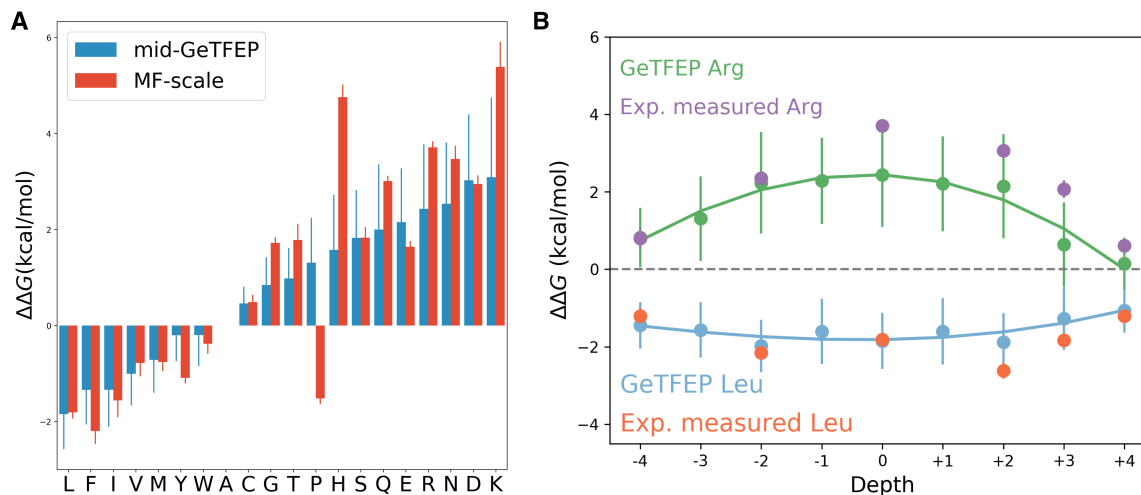 A
mid-GeTFEP
MF-scale
ΔΔG(kcal/mol)
6
4
2
0
−2
L F I V M Y W A C G T P H S Q E R N D K
B
GeTFEP Arg
Exp. measured Arg
GeTFEP Leu
Exp. measured Leu
ΔΔG (kcal/mol)
6
4
2
0
−2
−4
-4 -3 -2 -1 0 +1 +2 +3 +4
Depth